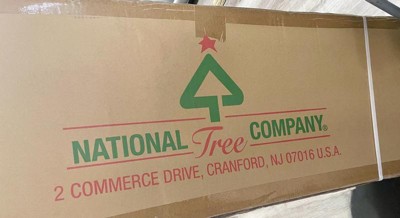 NATIONAL Tree COMPANY®
2 COMMERCE DRIVE, CRANFORD, NJ 07016 U.S.A.